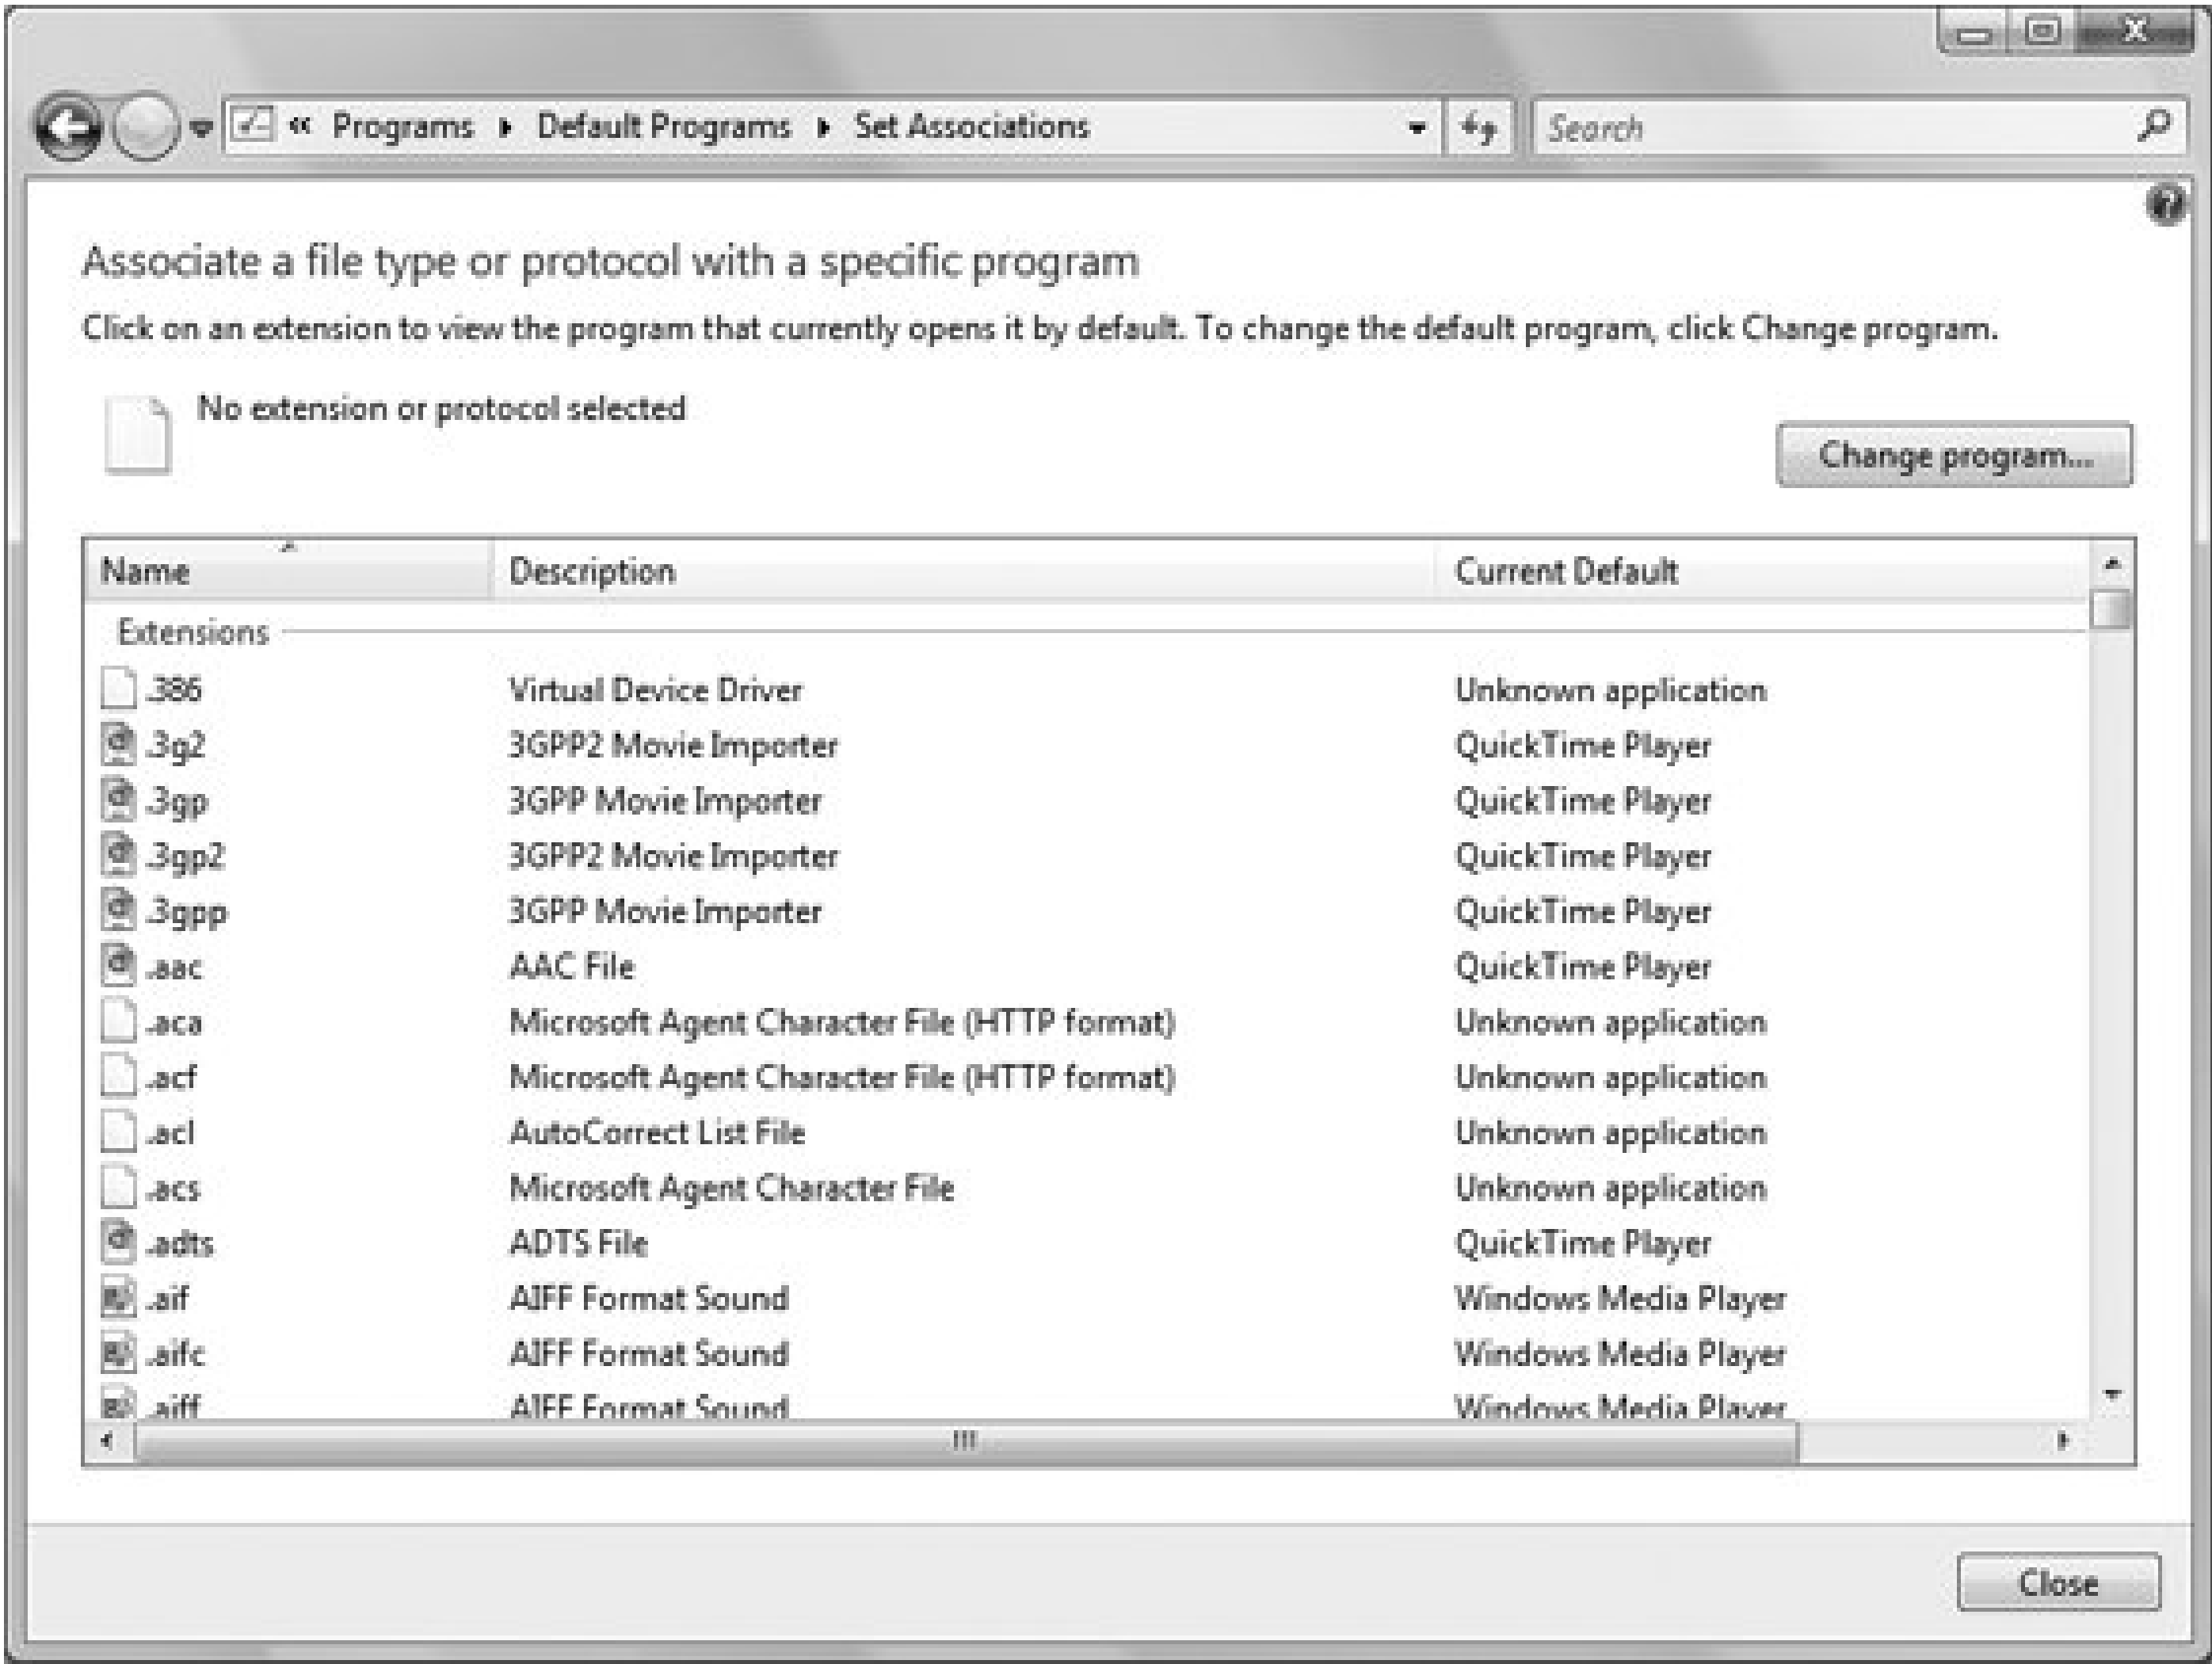 « Programs ▸ Default Programs ▸ Set Associations
Search
Associate a file type or protocol with a specific program
Click on an extension to view the program that currently opens it by default. To change the default program, click Change program.
No extension or protocol selected
Change program...
Name Description Current Default
Extensions
.386 Virtual Device Driver Unknown application
.3g2 3GPP2 Movie Importer QuickTime Player
.3gp 3GPP Movie Importer QuickTime Player
.3gp2 3GPP2 Movie Importer QuickTime Player
.3gpp 3GPP Movie Importer QuickTime Player
.aac AAC File QuickTime Player
.aca Microsoft Agent Character File (HTTP format) Unknown application
.acf Microsoft Agent Character File (HTTP format) Unknown application
.acl AutoCorrect List File Unknown application
.acs Microsoft Agent Character File Unknown application
.adts ADTS File QuickTime Player
.aif AIFF Format Sound Windows Media Player
.aifc AIFF Format Sound Windows Media Player
.aiff AIFF Format Sound Windows Media Player
Close